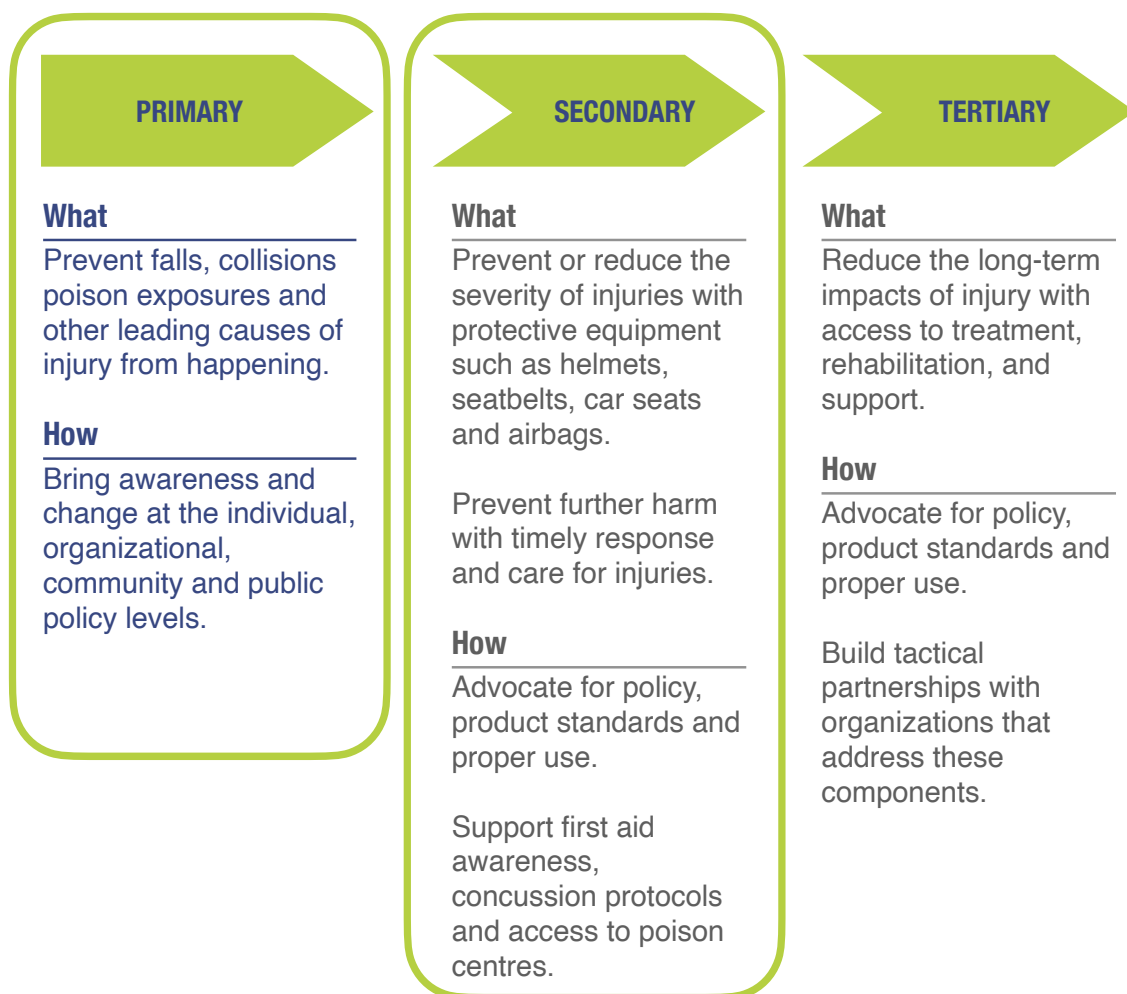 PRIMARY
What
Prevent falls, collisions
poison exposures and
other leading causes of
injury from happening.
How
Bring awareness and
change at the individual,
organizational,
community and public
policy levels.
SECONDARY
What
Prevent or reduce the
severity of injuries with
protective equipment
such as helmets,
seatbelts, car seats
and airbags.
Prevent further harm
with timely response
and care for injuries.
How
Advocate for policy,
product standards and
proper use.
Support first aid
awareness,
concussion protocols
and access to poison
centres.
TERTIARY
What
Reduce the long-term
impacts of injury with
access to treatment,
rehabilitation, and
support.
How
Advocate for policy,
product standards and
proper use.
Build tactical
partnerships with
organizations that
address these
components.